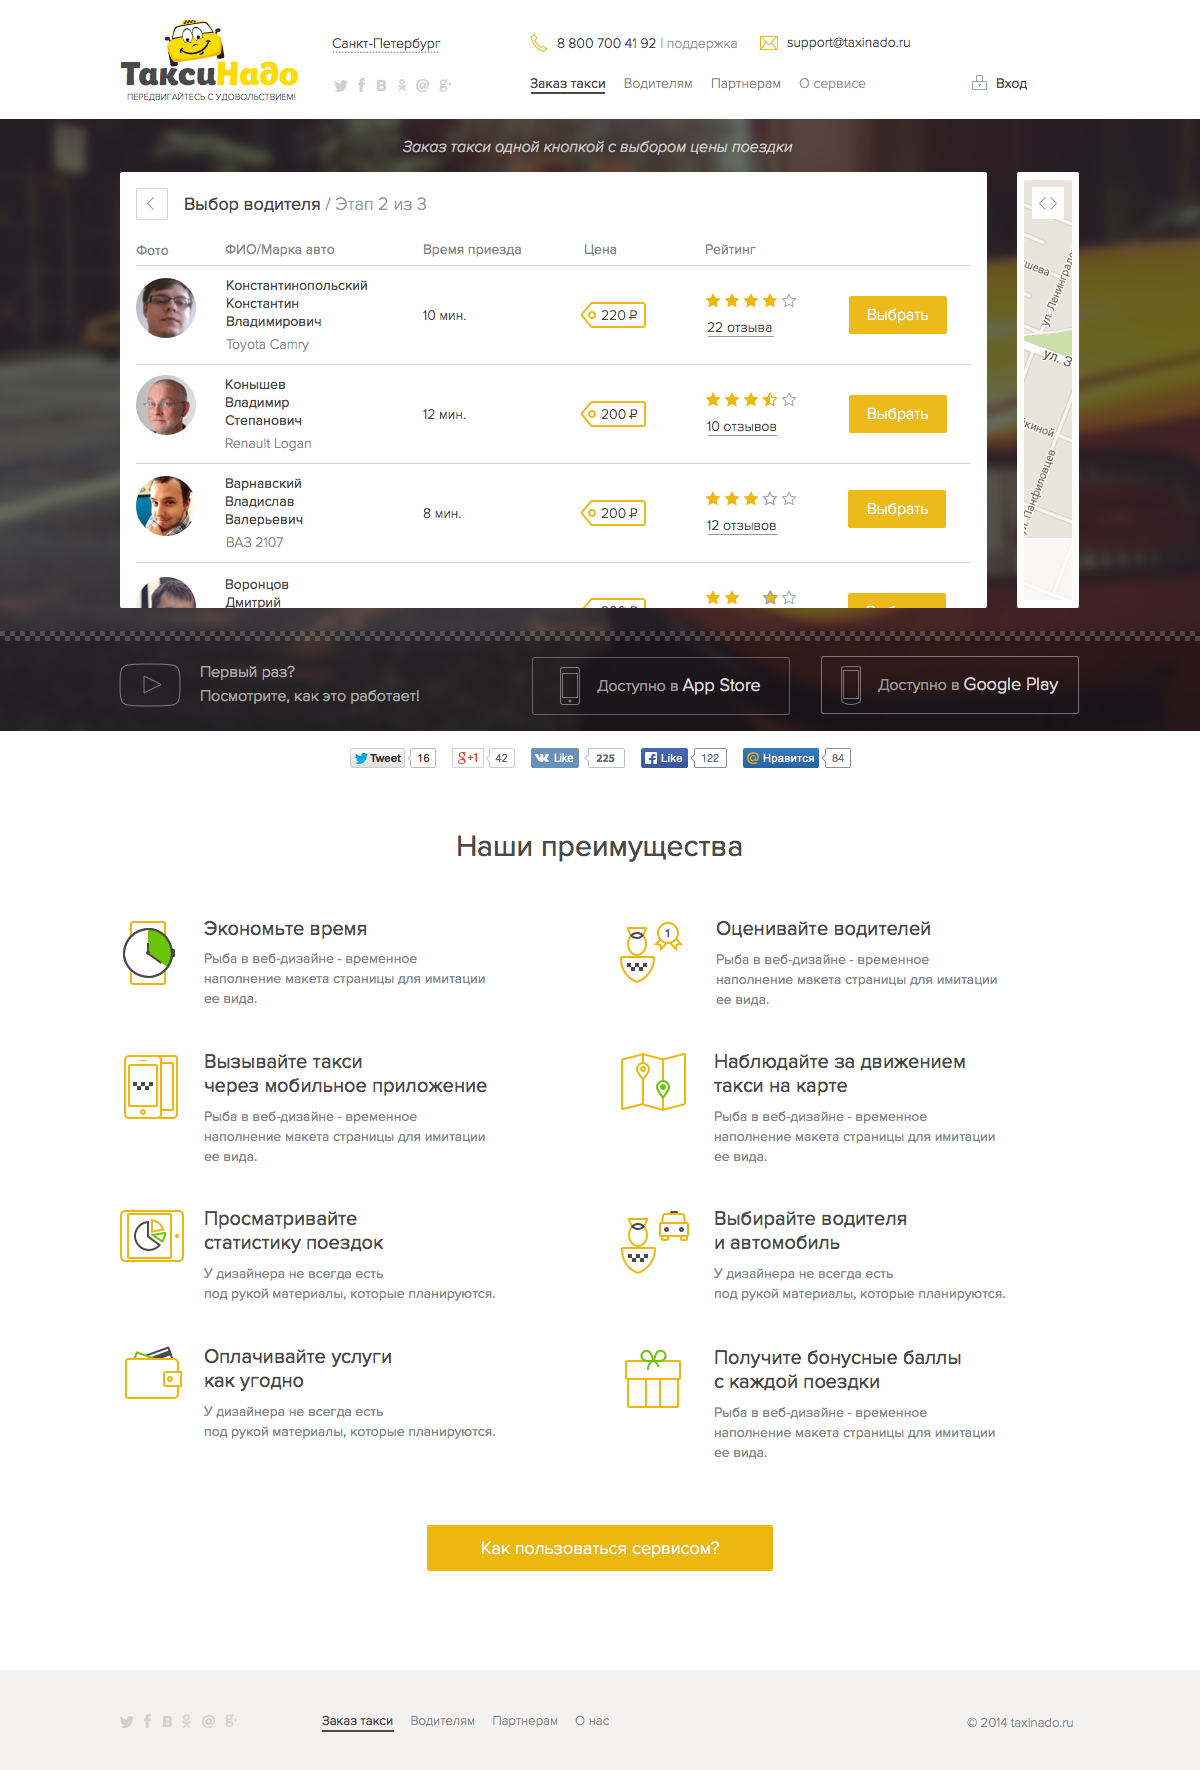 ТаксиНадо
ПЕРЕДВИГАЙТЕСЬ С УДОВОЛЬСТВИЕМ!
Санкт-Петербург
8 800 700 41 92 | поддержка
support@taxinado.ru
Заказ такси Водителям Партнерам О сервисе
Вход
Заказ такси одной кнопкой с выбором цены поездки
Выбор водителя / Этап 2 из 3
Фото ФИО/Марка авто Время приезда Цена Рейтинг
Константинопольский
Константин
Владимирович
Toyota Camry
10 мин.
220 ₽
22 отзыва
Выбрать
Конышев
Владимир
Степанович
Renault Logan
12 мин.
200 ₽
10 отзывов
Выбрать
Варнавский
Владислав
Валерьевич
ВАЗ 2107
8 мин.
200 ₽
12 отзывов
Выбрать
Воронцов
Дмитрий
ул. Ленинград
ул. З
ул. Панфиловцев
Первый раз?
Посмотрите, как это работает!
Доступно в App Store
Доступно в Google Play
Tweet 16
g+1 42
Like 225
Like 122
Нравится 84
Наши преимущества
Экономьте время
Рыба в веб-дизайне - временное
наполнение макета страницы для имитации
ее вида.
1
Оценивайте водителей
Рыба в веб-дизайне - временное
наполнение макета страницы для имитации
ее вида.
Вызывайте такси
через мобильное приложение
Рыба в веб-дизайне - временное
наполнение макета страницы для имитации
ее вида.
Наблюдайте за движением
такси на карте
Рыба в веб-дизайне - временное
наполнение макета страницы для имитации
ее вида.
Просматривайте
статистику поездок
У дизайнера не всегда есть
под рукой материалы, которые планируются.
Выбирайте водителя
и автомобиль
У дизайнера не всегда есть
под рукой материалы, которые планируются.
Оплачивайте услуги
как угодно
У дизайнера не всегда есть
под рукой материалы, которые планируются.
Получите бонусные баллы
с каждой поездки
Рыба в веб-дизайне - временное
наполнение макета страницы для имитации
ее вида.
Как пользоваться сервисом?
Заказ такси Водителям Партнерам О нас
© 2014 taxinado.ru